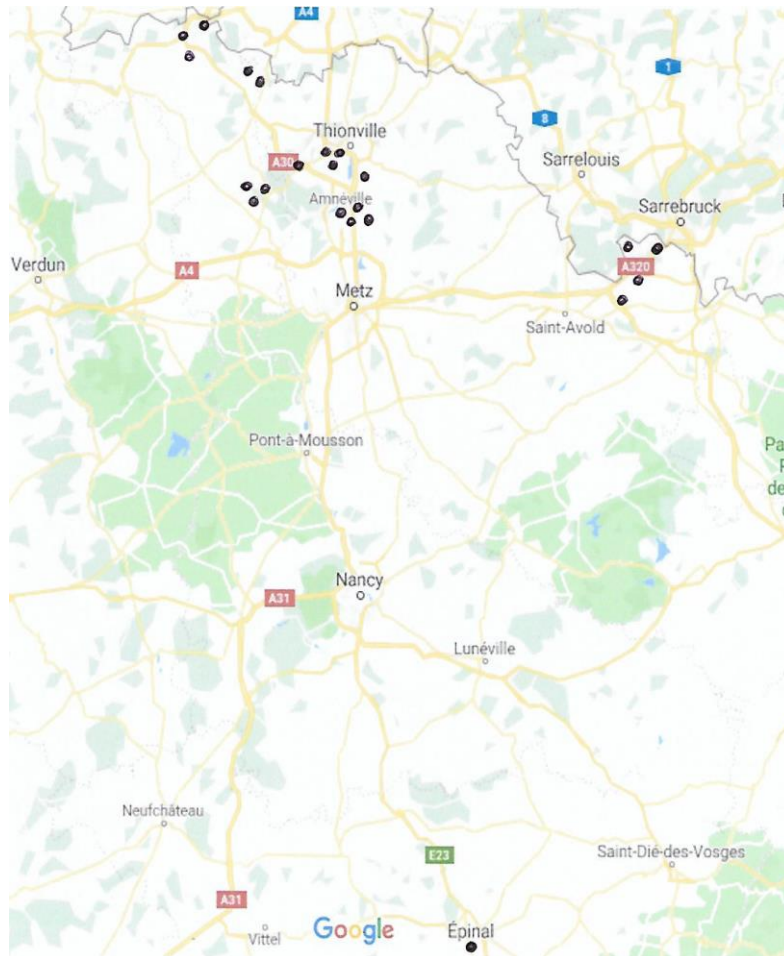 A4
1
8
Thionville
A30
Sarrelouis
Amnéville
Sarrebruck
Verdun
A4
A320
Metz
Saint-Avold
Pont-à-Mousson
Pa
de
Nancy
A31
Lunéville
Neufchâteau
E23
Saint-Dié-des-Vosges
A31
Vittel
Google
Épinal